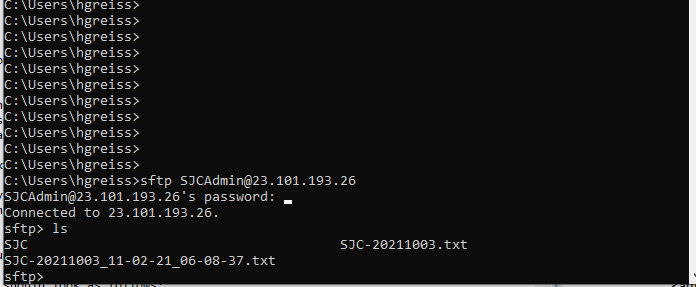 C:\Users\hgreiss>
C:\Users\hgreiss>
C:\Users\hgreiss>
C:\Users\hgreiss>
C:\Users\hgreiss>
C:\Users\hgreiss>
C:\Users\hgreiss>
C:\Users\hgreiss>
C:\Users\hgreiss>
C:\Users\hgreiss>
C:\Users\hgreiss>
C:\Users\hgreiss>sftp SJCAdmin@23.101.193.26
SJCAdmin@23.101.193.26's password:
Connected to 23.101.193.26.
sftp> ls
SJC SJC-20211003.txt
SJC-20211003_11-02-21_06-08-37.txt
sftp>